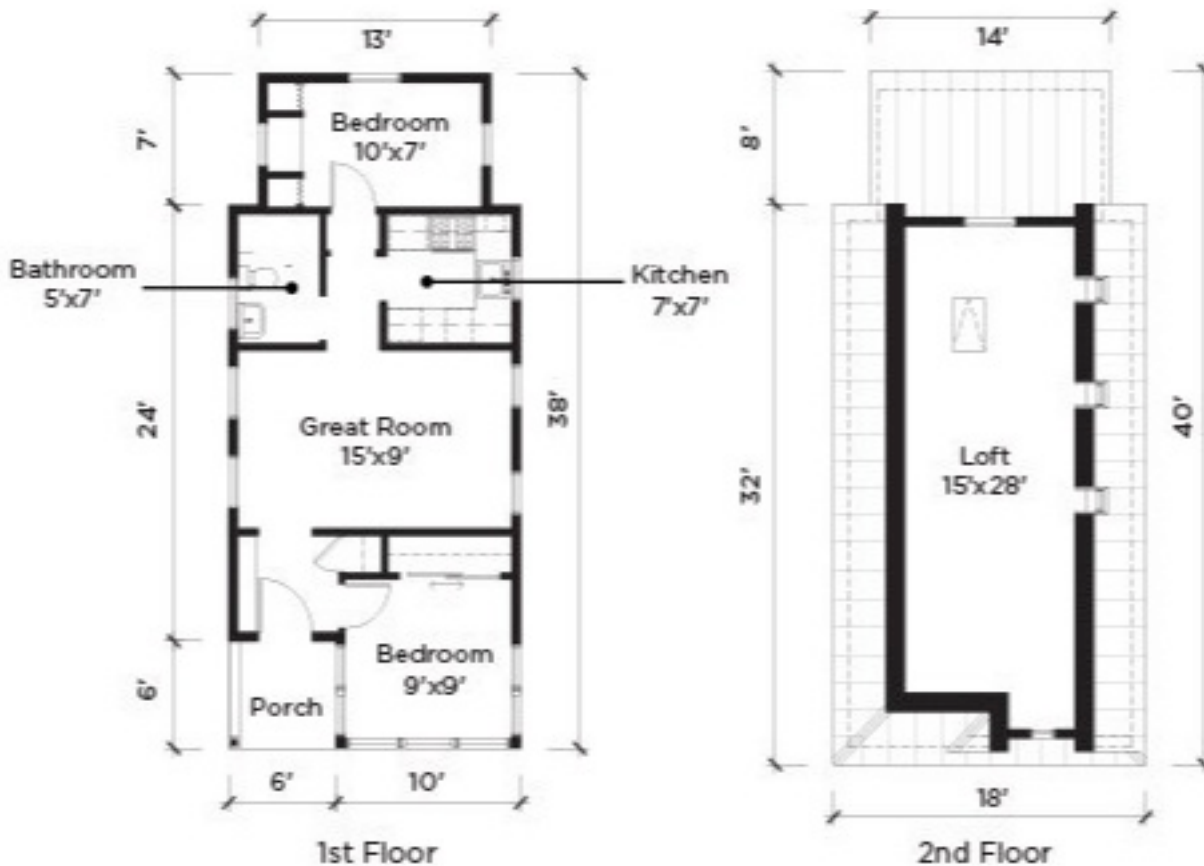 13'
14'
7'
Bedroom
10'x7'
8'
Bathroom
5'x7'
Kitchen
7'x7'
24'
Great Room
15'x9'
38'
32'
Loft
15'x28'
40'
6'
Bedroom
9'x9'
Porch
6'
10'
18'
1st Floor
2nd Floor